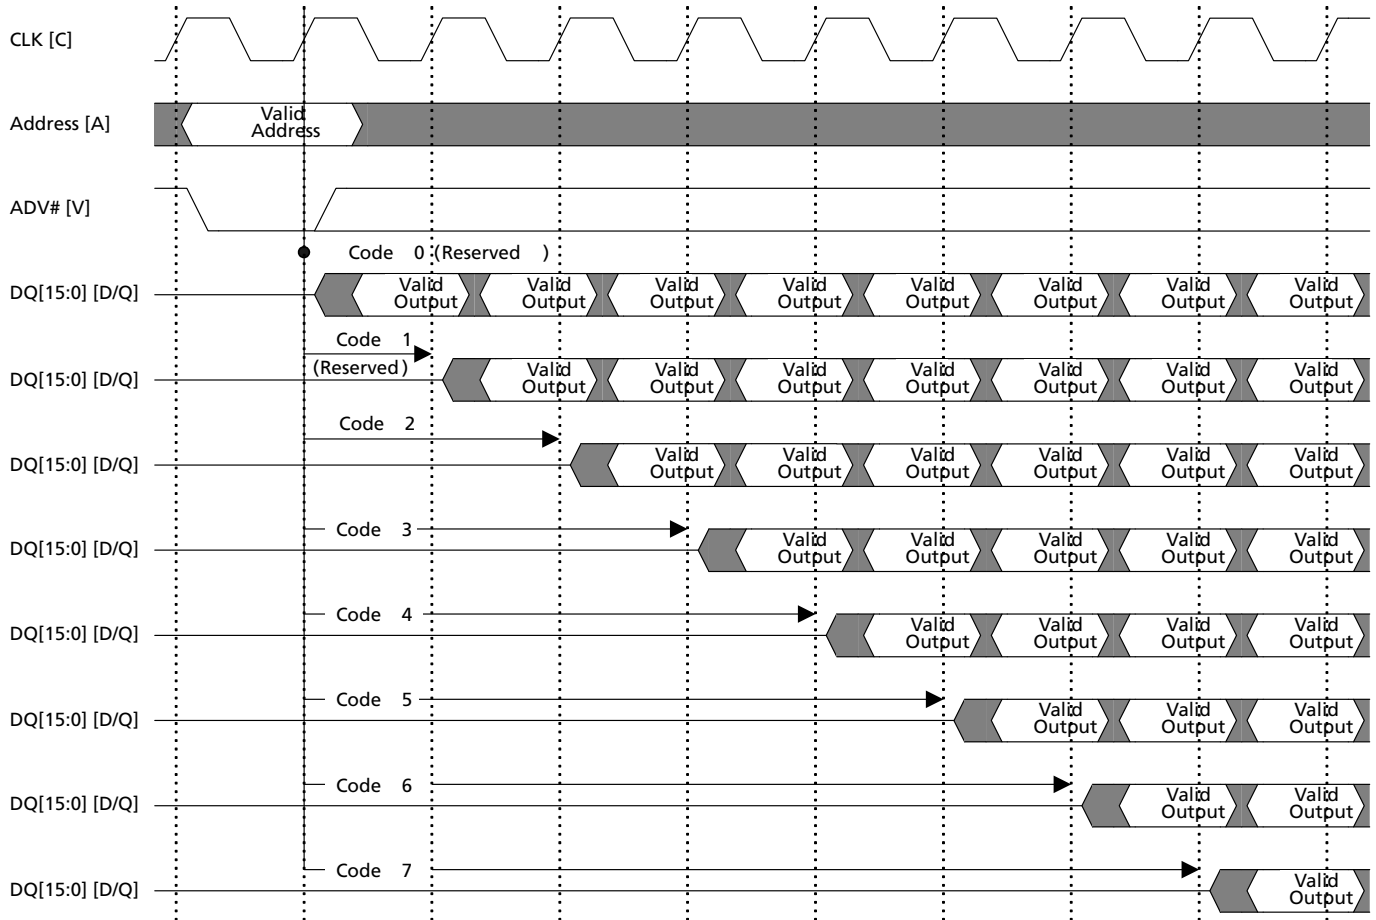 CLK [C]
Address [A]
Valid
Address
ADV# [V]
Code 0 (Reserved )
DQ[15:0] [D/Q]
Valid Valid Valid Valid Valid Valid Valid Valid
Output Output Output Output Output Output Output Output
Code 1
(Reserved)
DQ[15:0] [D/Q]
Valid Valid Valid Valid Valid Valid Valid
Output Output Output Output Output Output Output
Code 2
DQ[15:0] [D/Q]
Valid Valid Valid Valid Valid Valid
Output Output Output Output Output Output
Code 3
DQ[15:0] [D/Q]
Valid Valid Valid Valid Valid
Output Output Output Output Output
Code 4
DQ[15:0] [D/Q]
Valid Valid Valid Valid
Output Output Output Output
Code 5
DQ[15:0] [D/Q]
Valid Valid Valid
Output Output Output
Code 6
DQ[15:0] [D/Q]
Valid Valid
Output Output
Code 7
DQ[15:0] [D/Q]
Valid
Output